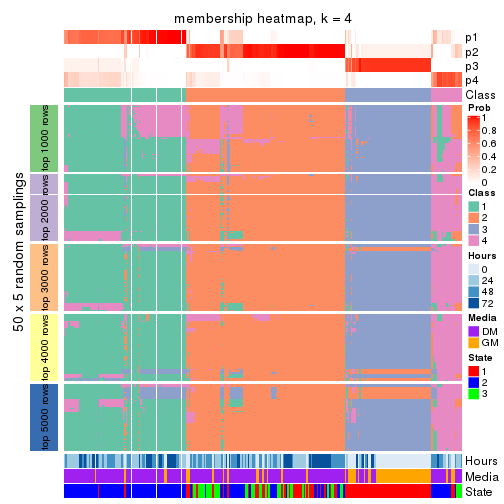 membership heatmap, k = 4
p1
p2
p3
p4
Class
50 x 5 random samplings
top 1000 rows
top 2000 rows
top 3000 rows
top 4000 rows
top 5000 rows
Hours
Media
State
Prob
1
0.8
0.6
0.4
0.2
0
Class
1
2
3
4
Hours
0
24
48
72
Media
DM
GM
State
1
2
3